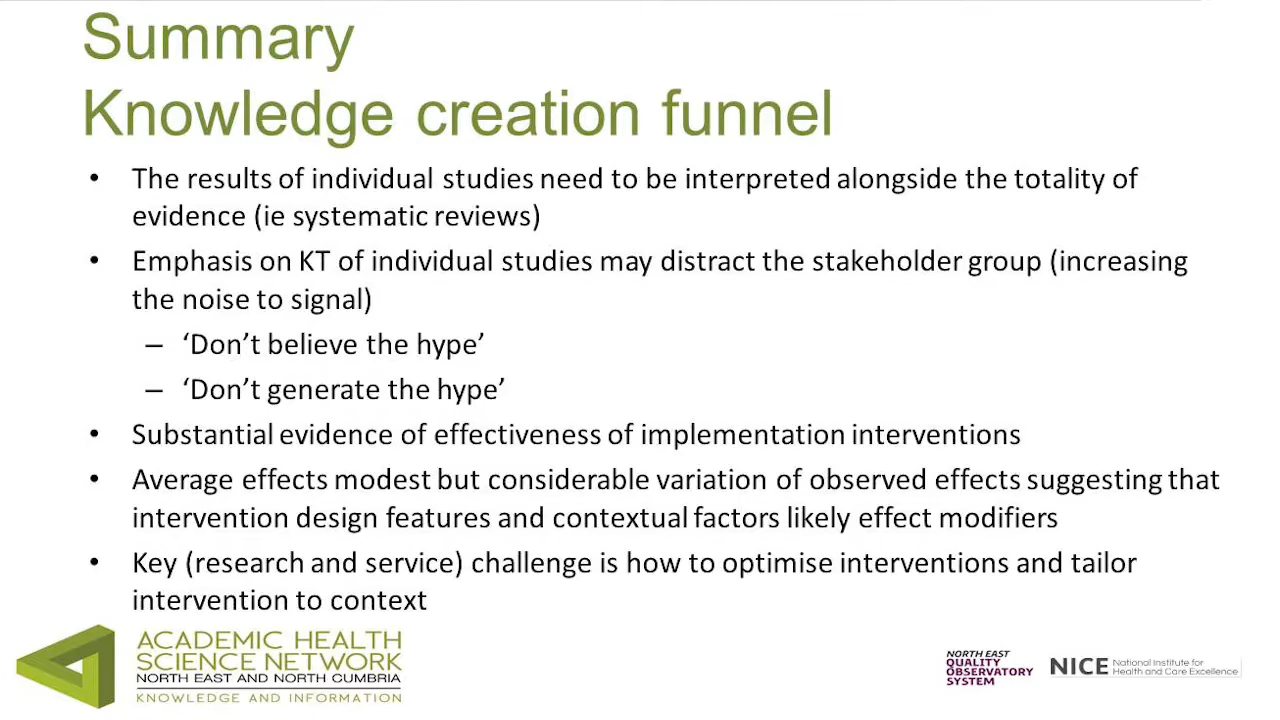 Summary
Knowledge creation funnel
• The results of individual studies need to be interpreted alongside the totality of
evidence (ie systematic reviews)
• Emphasis on KT of individual studies may distract the stakeholder group (increasing
the noise to signal)
– ‘Don’t believe the hype’
– ‘Don’t generate the hype’
• Substantial evidence of effectiveness of implementation interventions
• Average effects modest but considerable variation of observed effects suggesting that
intervention design features and contextual factors likely effect modifiers
• Key (research and service) challenge is how to optimise interventions and tailor
intervention to context
ACADEMIC HEALTH
SCIENCE NETWORK
NORTH EAST AND NORTH CUMBRIA
KNOWLEDGE AND INFORMATION
NORTH EAST
QUALITY
OBSERVATORY
SYSTEM
NICE National Institute for
Health and Care Excellence